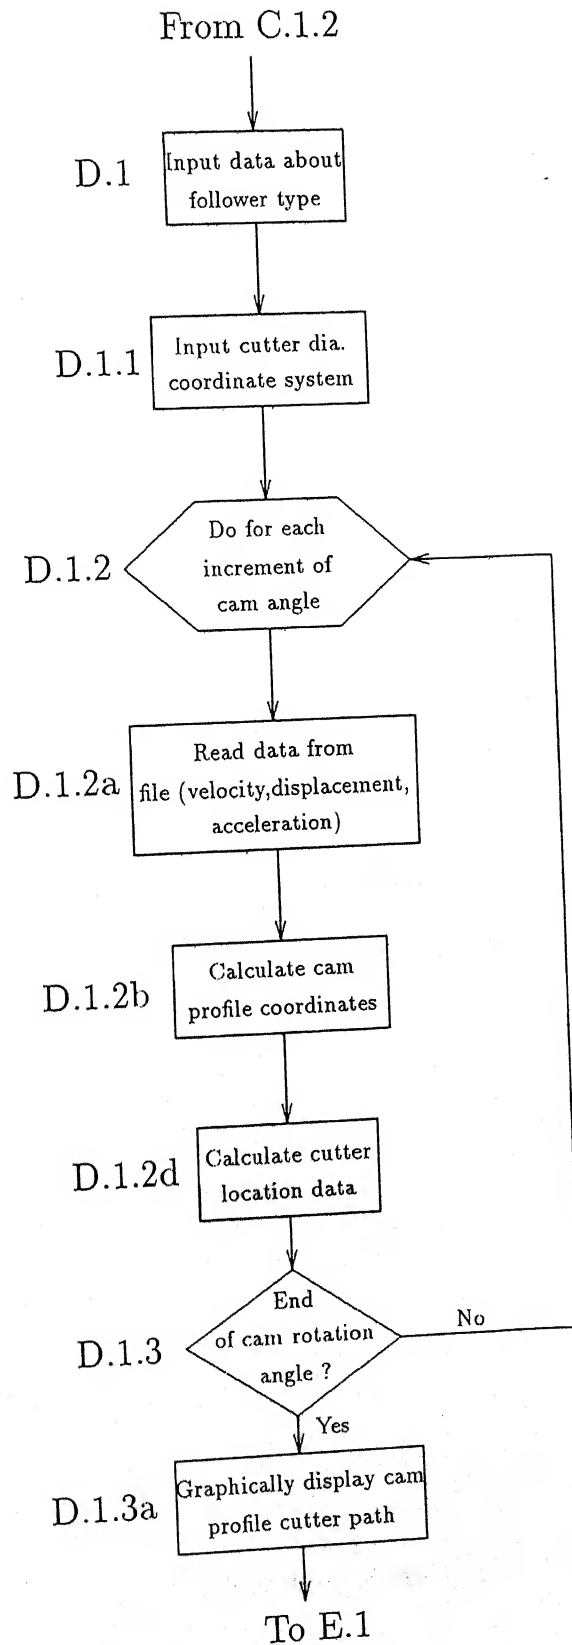 From C.1.2
D.1
Input data about
follower type
D.1.1
Input cutter dia.
coordinate system
D.1.2
Do for each
increment of
cam angle
D.1.2a
Read data from
file (velocity,displacement,
acceleration)
D.1.2b
Calculate cam
profile coordinates
D.1.2d
Calculate cutter
location data
D.1.3
End
of cam rotation
angle ?
No
Yes
D.1.3a
Graphically display cam
profile cutter path
To E.1